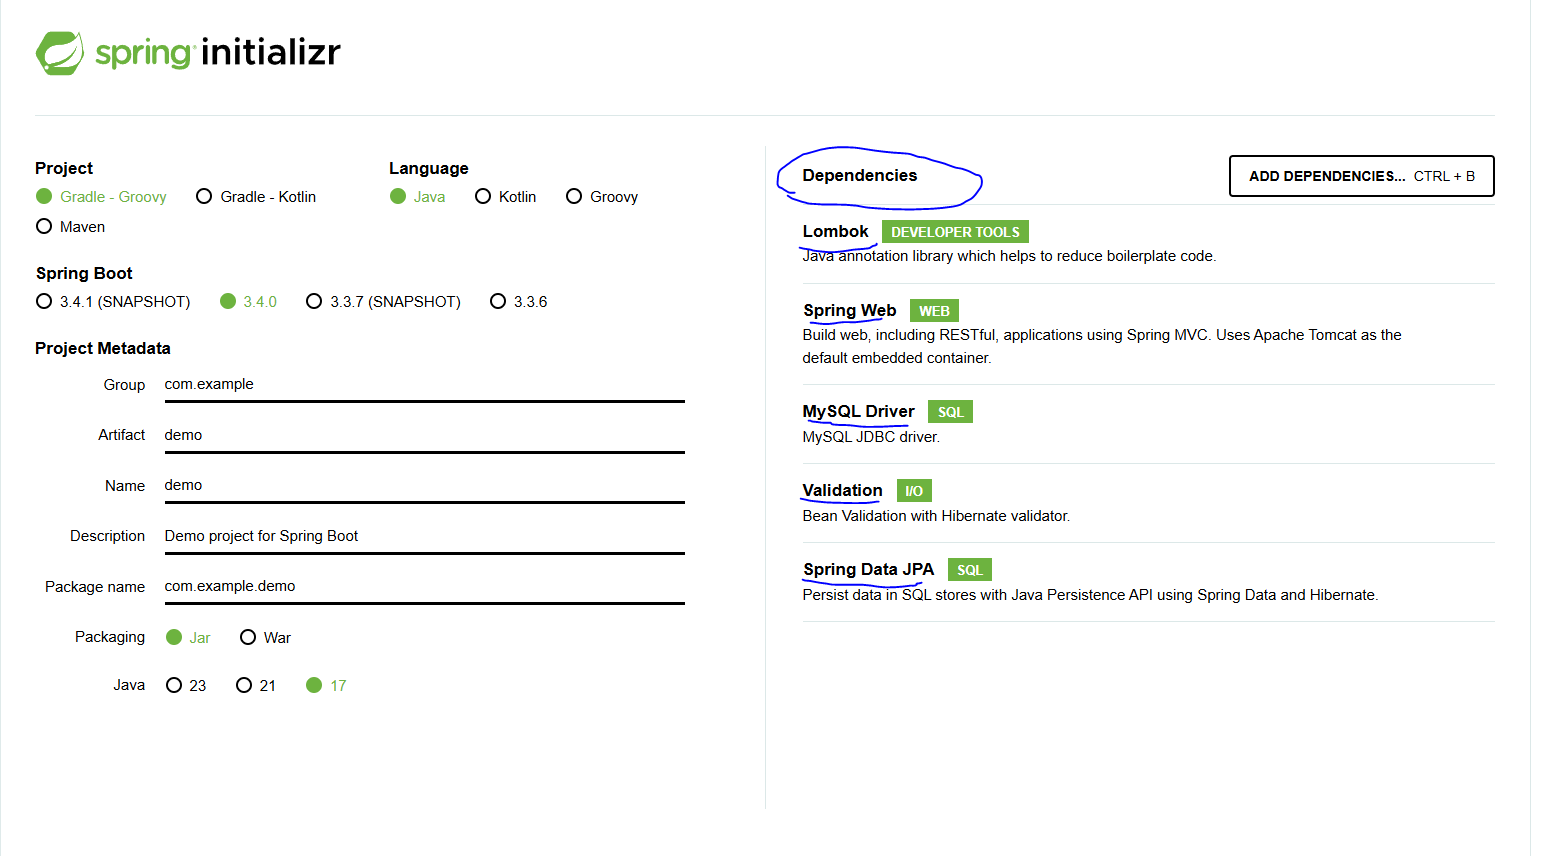 spring initializr
Project
Gradle - Groovy Gradle - Kotlin
Maven
Language
Java Kotlin Groovy
Spring Boot
3.4.1 (SNAPSHOT) 3.4.0 3.3.7 (SNAPSHOT) 3.3.6
Project Metadata
Group com.example
Artifact demo
Name demo
Description Demo project for Spring Boot
Package name com.example.demo
Packaging Jar War
Java 23 21 17
Dependencies
ADD DEPENDENCIES... CTRL + B
Lombok DEVELOPER TOOLS
Java annotation library which helps to reduce boilerplate code.
Spring Web WEB
Build web, including RESTful, applications using Spring MVC. Uses Apache Tomcat as the
default embedded container.
MySQL Driver SQL
MySQL JDBC driver.
Validation I/O
Bean Validation with Hibernate validator.
Spring Data JPA SQL
Persist data in SQL stores with Java Persistence API using Spring Data and Hibernate.